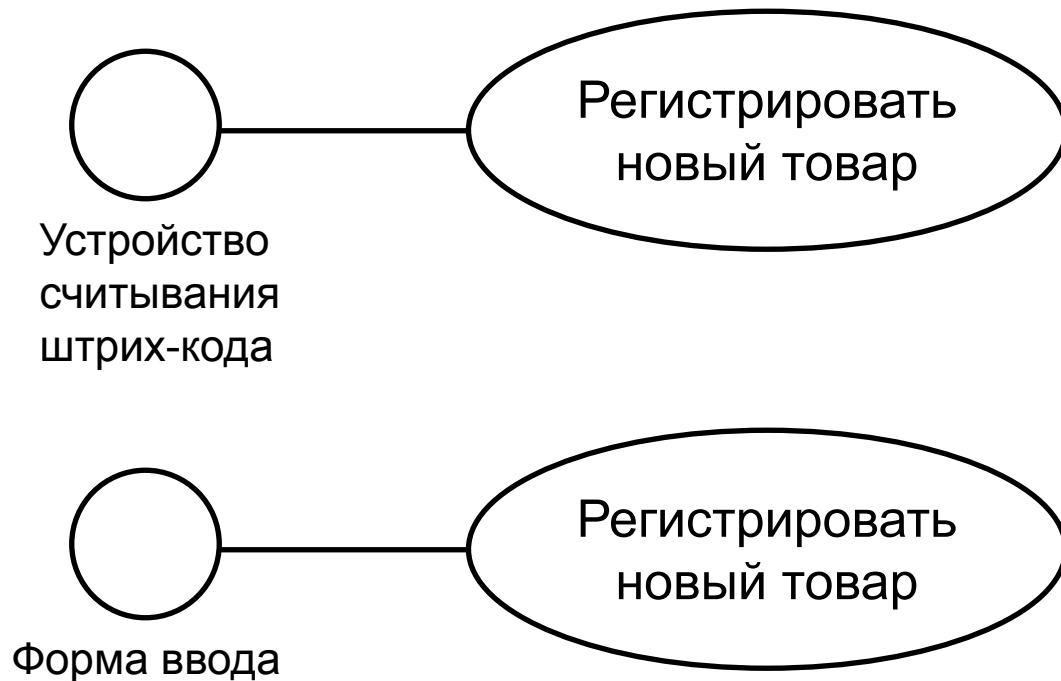 Регистрировать
новый товар
Устройство
считывания
штрих-кода
Регистрировать
новый товар
Форма ввода